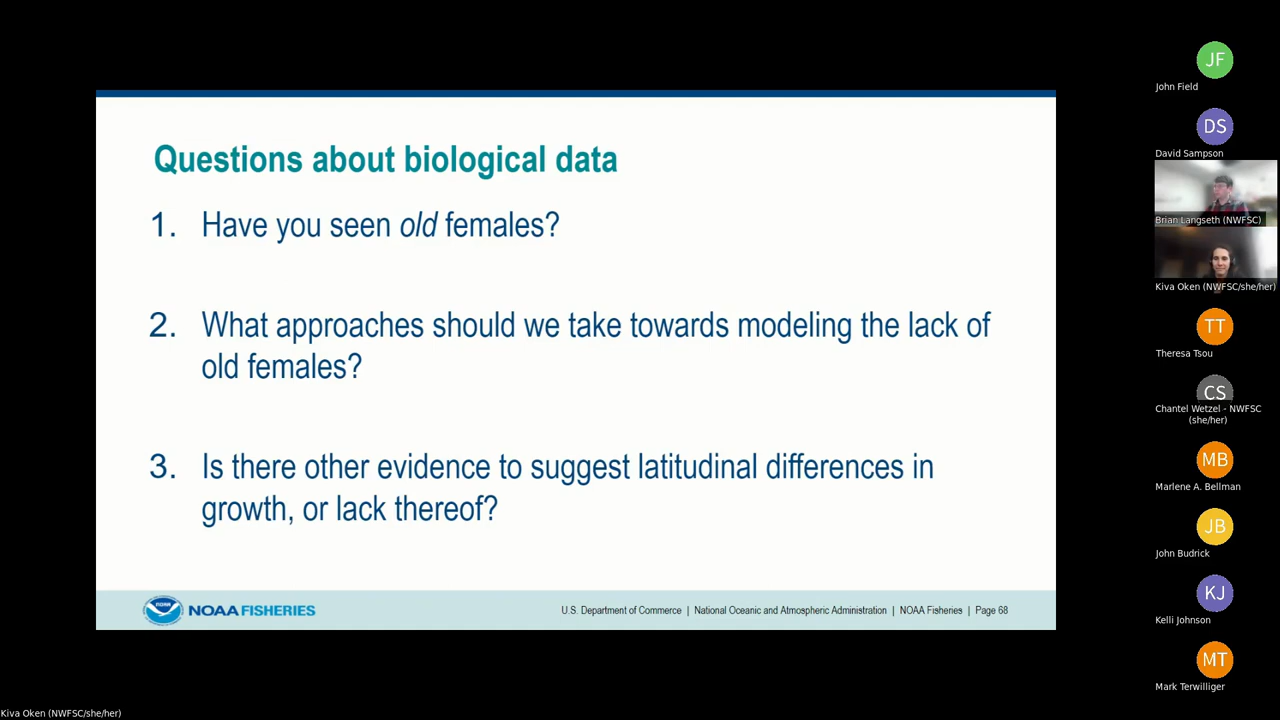 Questions about biological data
1. Have you seen old females?
2. What approaches should we take towards modeling the lack of
old females?
3. Is there other evidence to suggest latitudinal differences in
growth, or lack thereof?
NOAA FISHERIES
U.S. Department of Commerce | National Oceanic and Atmospheric Administration | NOAA Fisheries | Page 68
JF
John Field
DS
David Sampson
Brian Langseth (NWFSC)
Kiva Oken (NWFSC/she/her)
TT
Theresa Tsou
CS
Chantel Wetzel - NWFSC
(she/her)
MB
Marlene A. Bellman
JB
John Budrick
KJ
Kelli Johnson
MT
Mark Terwilliger
Kiva Oken (NWFSC/she/her)